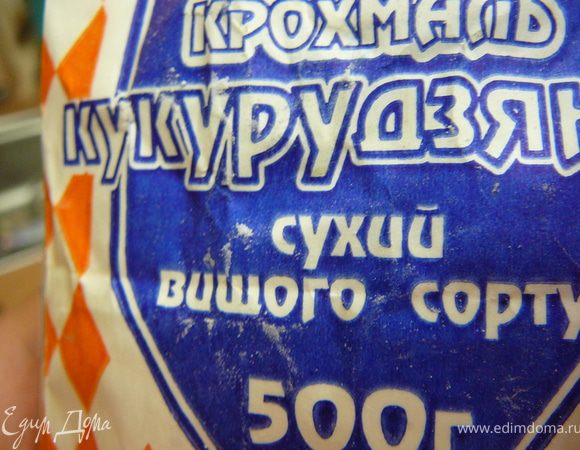 КРОХМАЛЬ
КУКУРУДЗЯН
сухий
вищого сорту
500г
Едим Дома
www.edimdoma.ru